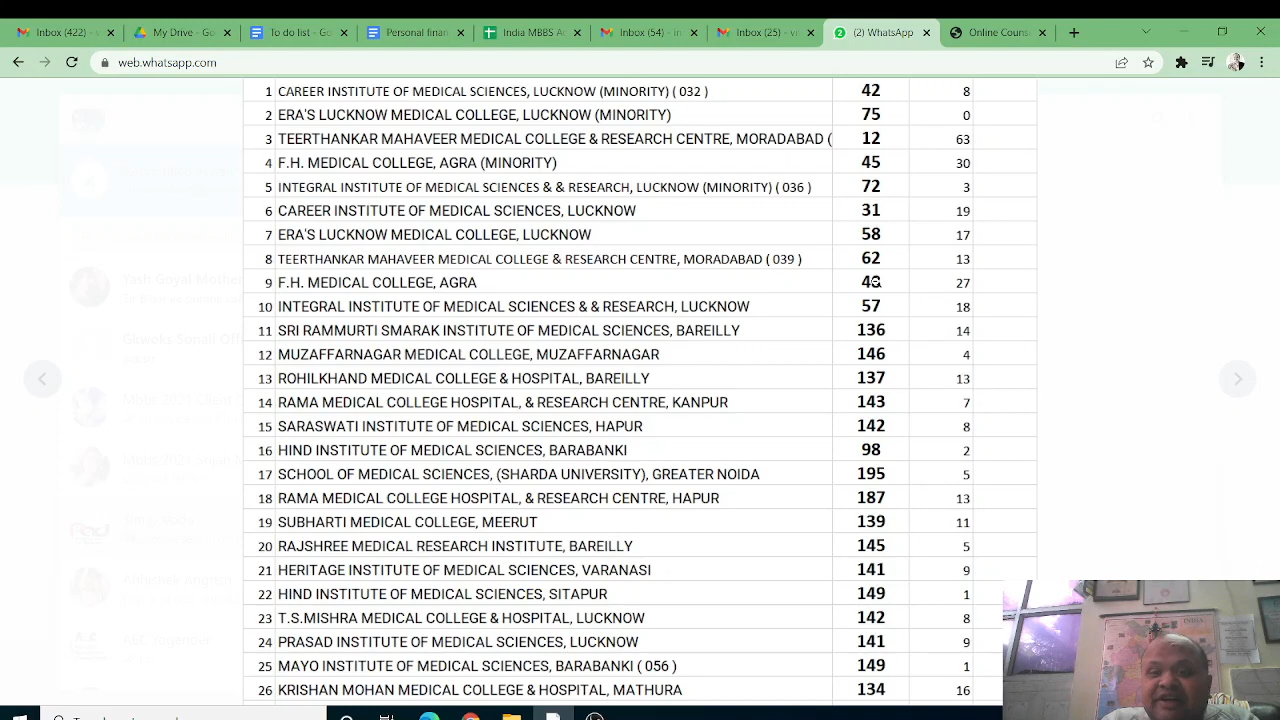 Inbox (422) - 
My Drive - Go
To do list - Go
Personal finan
India MBBS Ac
Inbox (54) - in
Inbox (25) - vi
(2) WhatsApp
Online Couns
web.whatsapp.com
1 CAREER INSTITUTE OF MEDICAL SCIENCES, LUCKNOW (MINORITY) ( 032 ) 42 8
2 ERA'S LUCKNOW MEDICAL COLLEGE, LUCKNOW (MINORITY) 75 0
3 TEERTHANKAR MAHAVEER MEDICAL COLLEGE & RESEARCH CENTRE, MORADABAD ( 12 63
4 F.H. MEDICAL COLLEGE, AGRA (MINORITY) 45 30
5 INTEGRAL INSTITUTE OF MEDICAL SCIENCES & & RESEARCH, LUCKNOW (MINORITY) ( 036 ) 72 3
6 CAREER INSTITUTE OF MEDICAL SCIENCES, LUCKNOW 31 19
7 ERA'S LUCKNOW MEDICAL COLLEGE, LUCKNOW 58 17
8 TEERTHANKAR MAHAVEER MEDICAL COLLEGE & RESEARCH CENTRE, MORADABAD ( 039 ) 62 13
9 F.H. MEDICAL COLLEGE, AGRA 27
10 INTEGRAL INSTITUTE OF MEDICAL SCIENCES & & RESEARCH, LUCKNOW 57 18
11 SRI RAMMURTI SMARAK INSTITUTE OF MEDICAL SCIENCES, BAREILLY 136 14
12 MUZAFFARNAGAR MEDICAL COLLEGE, MUZAFFARNAGAR 146 4
13 ROHILKHAND MEDICAL COLLEGE & HOSPITAL, BAREILLY 137 13
14 RAMA MEDICAL COLLEGE HOSPITAL, & RESEARCH CENTRE, KANPUR 143 7
15 SARASWATI INSTITUTE OF MEDICAL SCIENCES, HAPUR 142 8
16 HIND INSTITUTE OF MEDICAL SCIENCES, BARABANKI 98 2
17 SCHOOL OF MEDICAL SCIENCES, (SHARDA UNIVERSITY), GREATER NOIDA 195 5
18 RAMA MEDICAL COLLEGE HOSPITAL, & RESEARCH CENTRE, HAPUR 187 13
19 SUBHARTI MEDICAL COLLEGE, MEERUT 139 11
20 RAJSHREE MEDICAL RESEARCH INSTITUTE, BAREILLY 145 5
21 HERITAGE INSTITUTE OF MEDICAL SCIENCES, VARANASI 141 9
22 HIND INSTITUTE OF MEDICAL SCIENCES, SITAPUR 149 1
23 T.S.MISHRA MEDICAL COLLEGE & HOSPITAL, LUCKNOW 142 8
24 PRASAD INSTITUTE OF MEDICAL SCIENCES, LUCKNOW 141 9
25 MAYO INSTITUTE OF MEDICAL SCIENCES, BARABANKI ( 056 ) 149 1
26 KRISHAN MOHAN MEDICAL COLLEGE & HOSPITAL, MATHURA 134 16
Yash Goyal Mother
INDIA